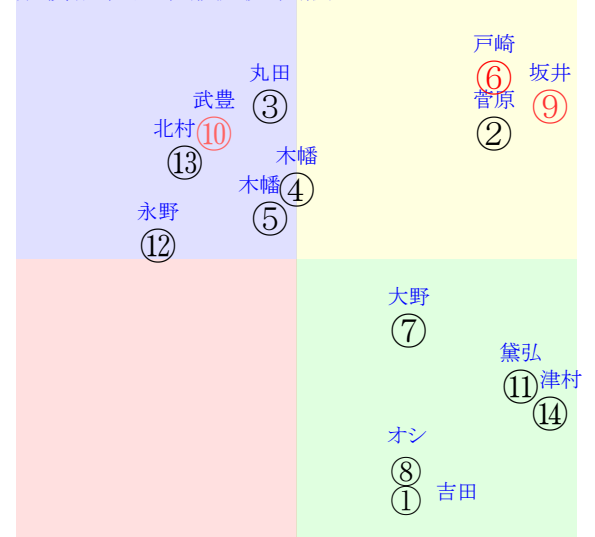 戸崎
⑥
丸田
③
坂井
⑨
武豊
⑩
菅原
②
北村
⑬
木幡
④
木幡
⑤
永野
⑫
大野
⑦
黛弘
⑪
津村
⑭
オシ
⑧
①
吉田